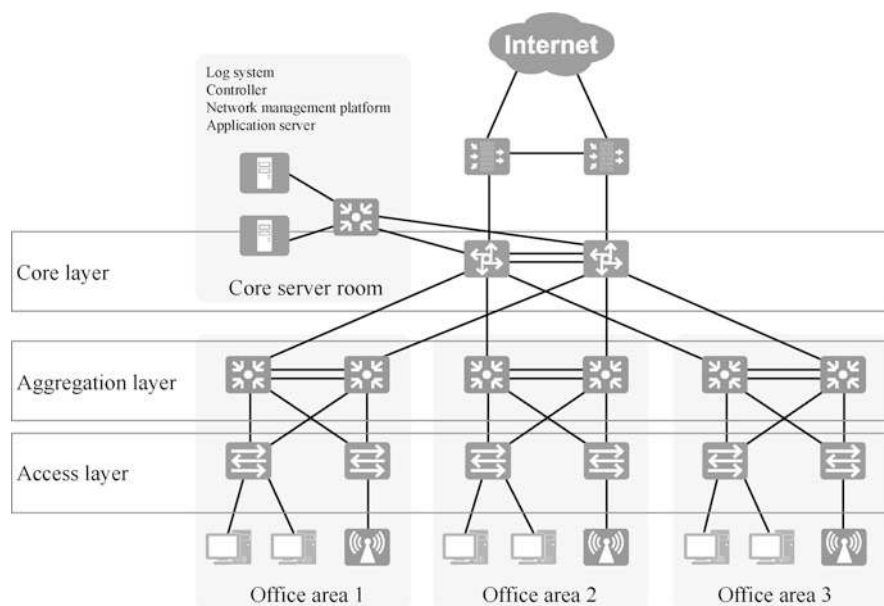 Internet
Log system
Controller
Network management platform
Application server
Core layer
Core server room
Aggregation layer
Access layer
Office area 1
Office area 2
Office area 3